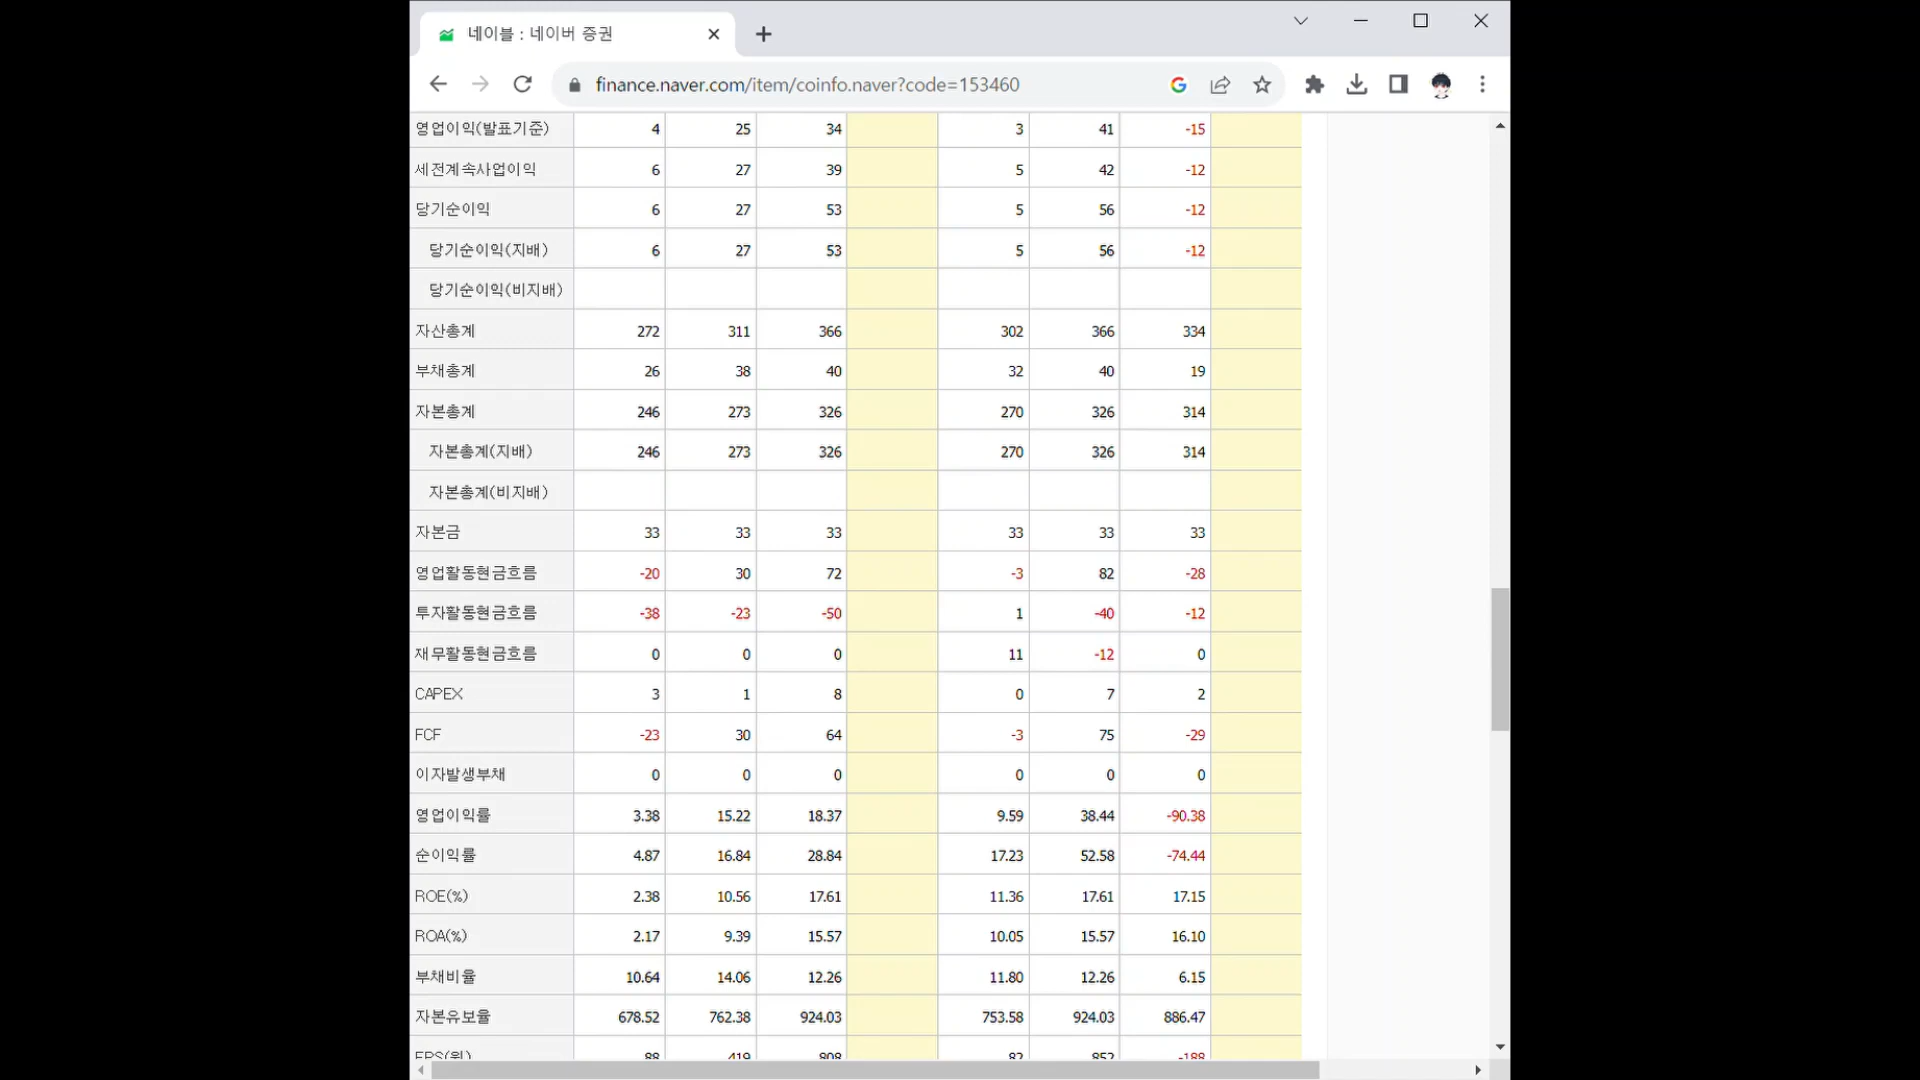 네이블 : 네이버 증권
finance.naver.com/item/coinfo.naver?code=153460
영업이익(발표기준) 4 25 34 3 41 -15
세전계속사업이익 6 27 39 5 42 -12
당기순이익 6 27 53 5 56 -12
당기순이익(지배) 6 27 53 5 56 -12
당기순이익(비지배)
자산총계 272 311 366 302 366 334
부채총계 26 38 40 32 40 19
자본총계 246 273 326 270 326 314
자본총계(지배) 246 273 326 270 326 314
자본총계(비지배)
자본금 33 33 33 33 33 33
영업활동현금흐름 -20 30 72 -3 82 -28
투자활동현금흐름 -38 -23 -50 1 -40 -12
재무활동현금흐름 0 0 0 11 -12 0
CAPEX 3 1 8 0 7 2
FCF -23 30 64 -3 75 -29
이자발생부채 0 0 0 0 0 0
영업이익률 3.38 15.22 18.37 9.59 38.44 -90.38
순이익률 4.87 16.84 28.84 17.23 52.58 -74.44
ROE(%) 2.38 10.56 17.61 11.36 17.61 17.15
ROA(%) 2.17 9.39 15.57 10.05 15.57 16.10
부채비율 10.64 14.06 12.26 11.80 12.26 6.15
자본유보율 678.52 762.38 924.03 753.58 924.03 886.47
EPS(원) 88 419 808 82 852 -188